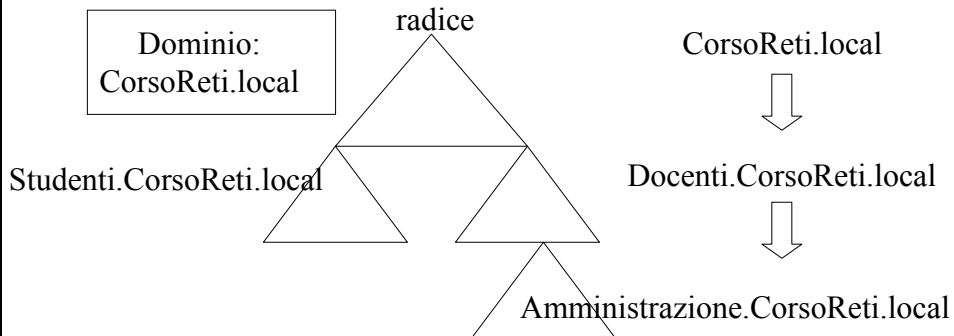 radice
Dominio:
CorsoReti.local
CorsoReti.local
Studenti.CorsoReti.local
Docenti.CorsoReti.local
Amministrazione.CorsoReti.local